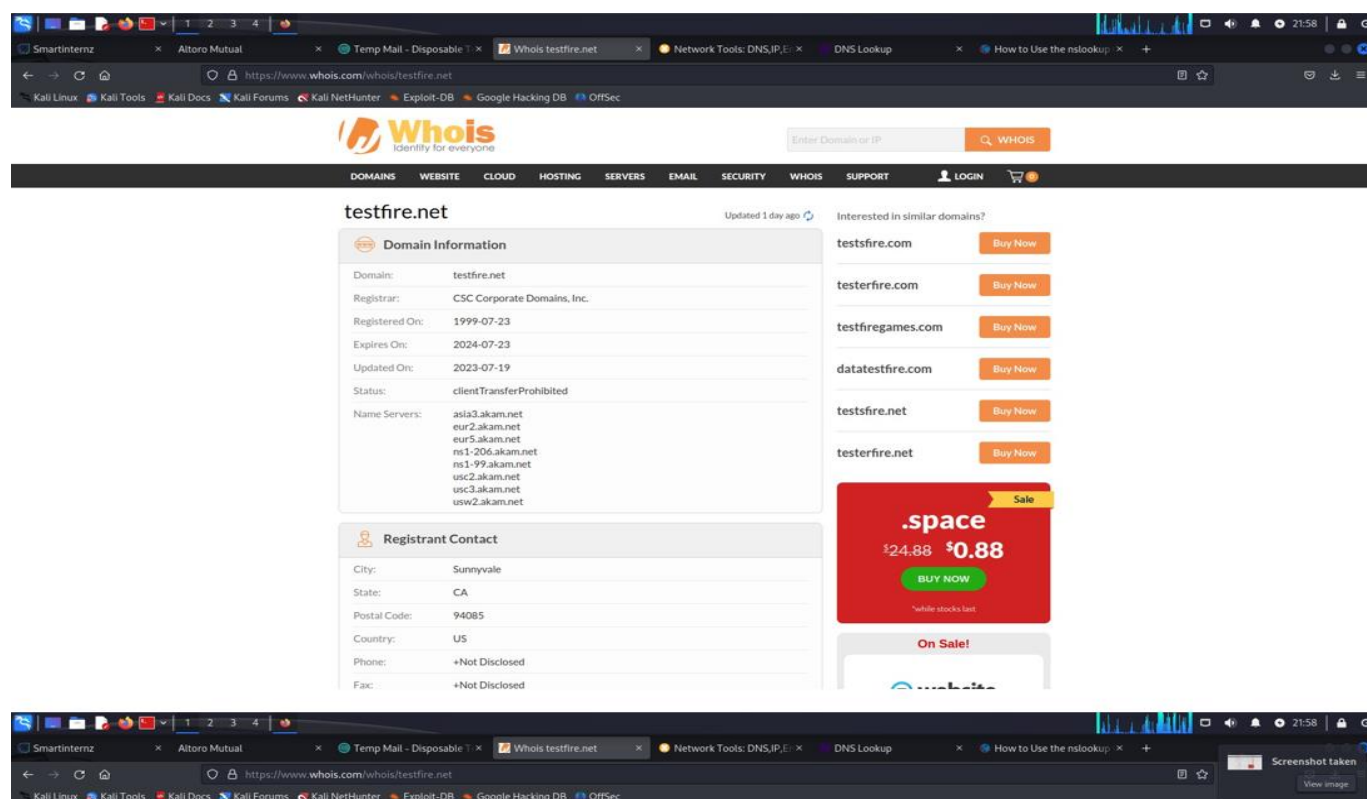 1 2 3 4
21:58
Smartinternz
Altoro Mutual
Temp Mail - Disposable T
Whois testfire.net
Network Tools: DNS,IP,E
DNS Lookup
How to Use the nslookup
https://www.whois.com/whois/testfire.net
Kali Linux Kali Tools Kali Docs Kali Forums Kali NetHunter Exploit-DB Google Hacking DB OffSec
Whois
Identity for everyone
Enter Domain or IP
WHOIS
DOMAINS WEBSITE CLOUD HOSTING SERVERS EMAIL SECURITY WHOIS SUPPORT LOGIN 0
testfire.net
Updated 1 day ago
Domain Information
Domain: testfire.net
Registrar: CSC Corporate Domains, Inc.
Registered On: 1999-07-23
Expires On: 2024-07-23
Updated On: 2023-07-19
Status: clientTransferProhibited
Name Servers: asia3.akam.net
eur2.akam.net
eur5.akam.net
ns1-206.akam.net
ns1-99.akam.net
usc2.akam.net
usc3.akam.net
usw2.akam.net
Registrant Contact
City: Sunnyvale
State: CA
Postal Code: 94085
Country: US
Phone: +Not Disclosed
Fax: +Not Disclosed
Interested in similar domains?
testsfire.com Buy Now
testerfire.com Buy Now
testfiregames.com Buy Now
datatestfire.com Buy Now
testsfire.net Buy Now
testerfire.net Buy Now
Sale
.space
$24.88 $0.88
BUY NOW
*while stocks last
On Sale!
1 2 3 4
21:58
Smartinternz
Altoro Mutual
Temp Mail - Disposable T
Whois testfire.net
Network Tools: DNS,IP,E
DNS Lookup
How to Use the nslookup
Screenshot taken
View image
https://www.whois.com/whois/testfire.net
Kali Linux Kali Tools Kali Docs Kali Forums Kali NetHunter Exploit-DB Google Hacking DB OffSec